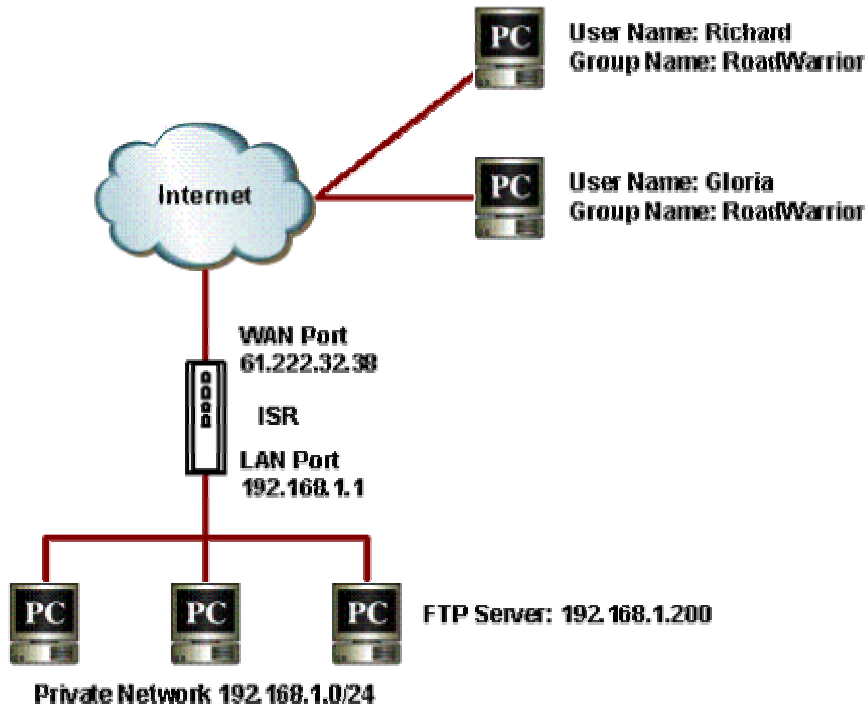 PC
User Name: Richard
Group Name: RoadWarrior
Internet
PC
User Name: Gloria
Group Name: RoadWarrior
WAN Port
61.222.32.38
ISR
LAN Port
192.168.1.1
PC
PC
PC
FTP Server: 192.168.1.200
Private Network 192.168.1.0/24